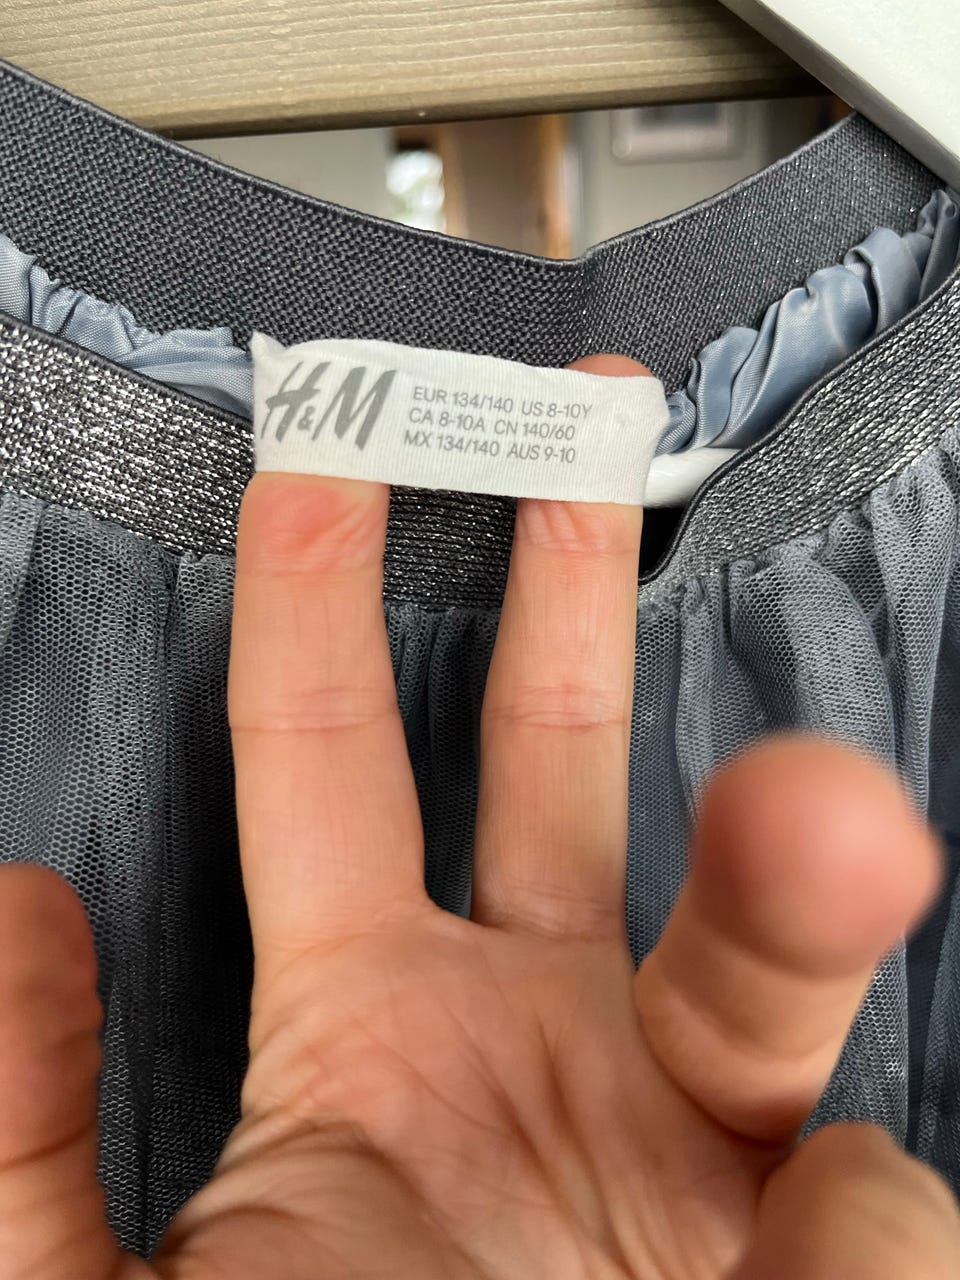 H&M
EUR 134/140 US 8-10Y
CA 8-10A CN 140/60
MX 134/140 AUS 9-10